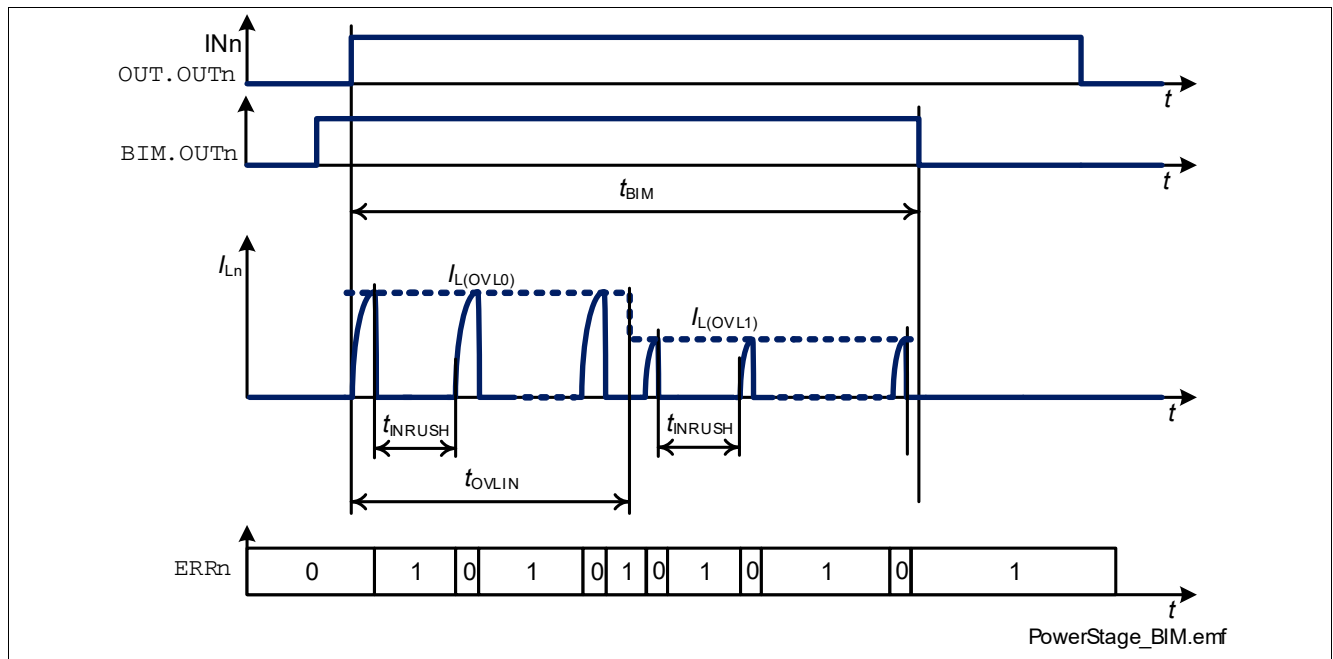 INn
OUT.OUTn
t
BIM.OUTn
t
tBIM
ILn
IL(OVL0)
IL(OVL1)
t
tINRUSH
tINRUSH
tOVLIN
ERRn
0 1 0 1 0 1 0 1 0 1 0 1
t
PowerStage_BIM.emf